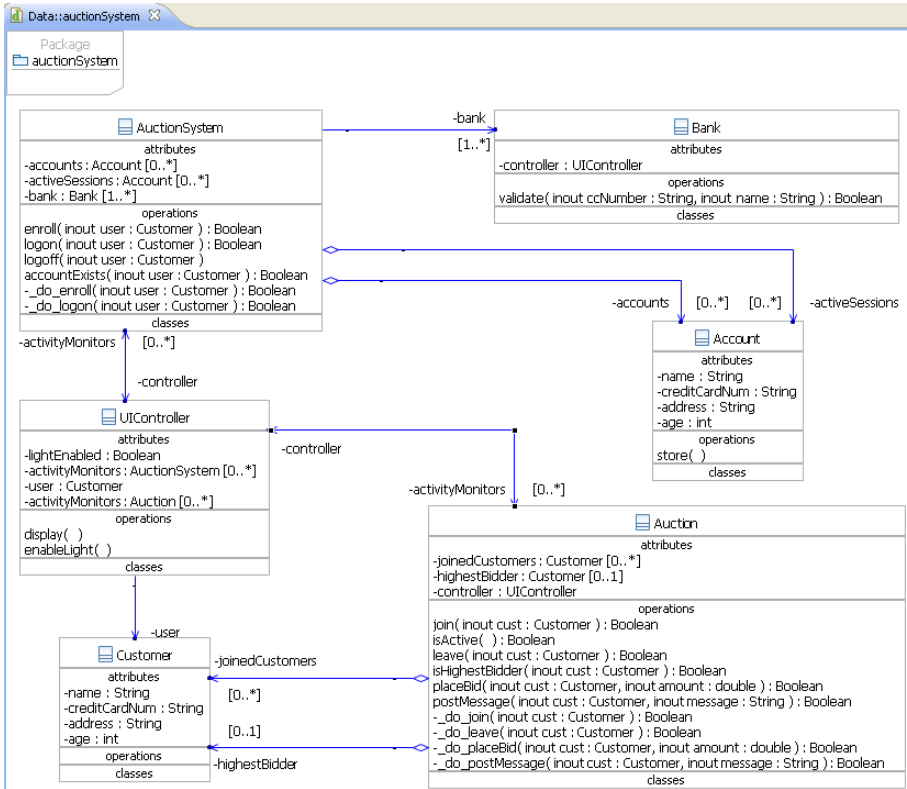 Data::auctionSystem
Package
auctionSystem
AuctionSystem
attributes
-accounts : Account [0..*]
-activeSessions : Account [0..*]
-bank : Bank [1..*]
operations
enroll( inout user : Customer ) : Boolean
logon( inout user : Customer ) : Boolean
logoff( inout user : Customer )
accountExists( inout user : Customer ) : Boolean
-_do_enroll( inout user : Customer ) : Boolean
-_do_logon( inout user : Customer ) : Boolean
classes
-bank
[1..*]
Bank
attributes
-controller : UIController
operations
validate( inout ccNumber : String, inout name : String ) : Boolean
classes
-accounts
[0..*]
[0..*]
-activeSessions
Account
attributes
-name : String
-creditCardNum : String
-address : String
-age : int
operations
store( )
classes
-activityMonitors
[0..*]
-controller
UIController
attributes
-lightEnabled : Boolean
-activityMonitors : AuctionSystem [0..*]
-user : Customer
-activityMonitors : Auction [0..*]
operations
display( )
enableLight( )
classes
-controller
-activityMonitors
[0..*]
Auction
attributes
-joinedCustomers : Customer [0..*]
-highestBidder : Customer [0..1]
-controller : UIController
operations
join( inout cust : Customer ) : Boolean
isActive( ) : Boolean
leave( inout cust : Customer ) : Boolean
isHighestBidder( inout cust : Customer ) : Boolean
placeBid( inout cust : Customer, inout amount : double ) : Boolean
postMessage( inout cust : Customer, inout message : String ) : Boolean
-_do_join( inout cust : Customer ) : Boolean
-_do_leave( inout cust : Customer ) : Boolean
-_do_placeBid( inout cust : Customer, inout amount : double ) : Boolean
-_do_postMessage( inout cust : Customer, inout message : String ) : Boolean
classes
-user
Customer
attributes
-name : String
-creditCardNum : String
-address : String
-age : int
operations
classes
-joinedCustomers
[0..*]
[0..1]
-highestBidder